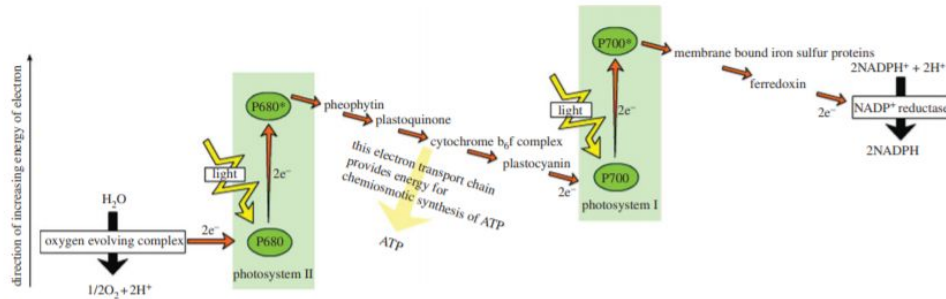 direction of increasing energy of electron
H₂O
oxygen evolving complex
1/2O₂ + 2H⁺
2e⁻
light
P680*
2e⁻
P680
photosystem II
pheophytin
plastoquinone
cytochrome b₆f complex
plastocyanin
2e⁻
this electron transport chain
provides energy for
chemiosmotic synthesis of ATP
ATP
light
P700*
2e⁻
P700
photosystem I
membrane bound iron sulfur proteins
ferredoxin
2e⁻
2NADPH⁺ + 2H⁺
NADP⁺ reductase
2NADPH